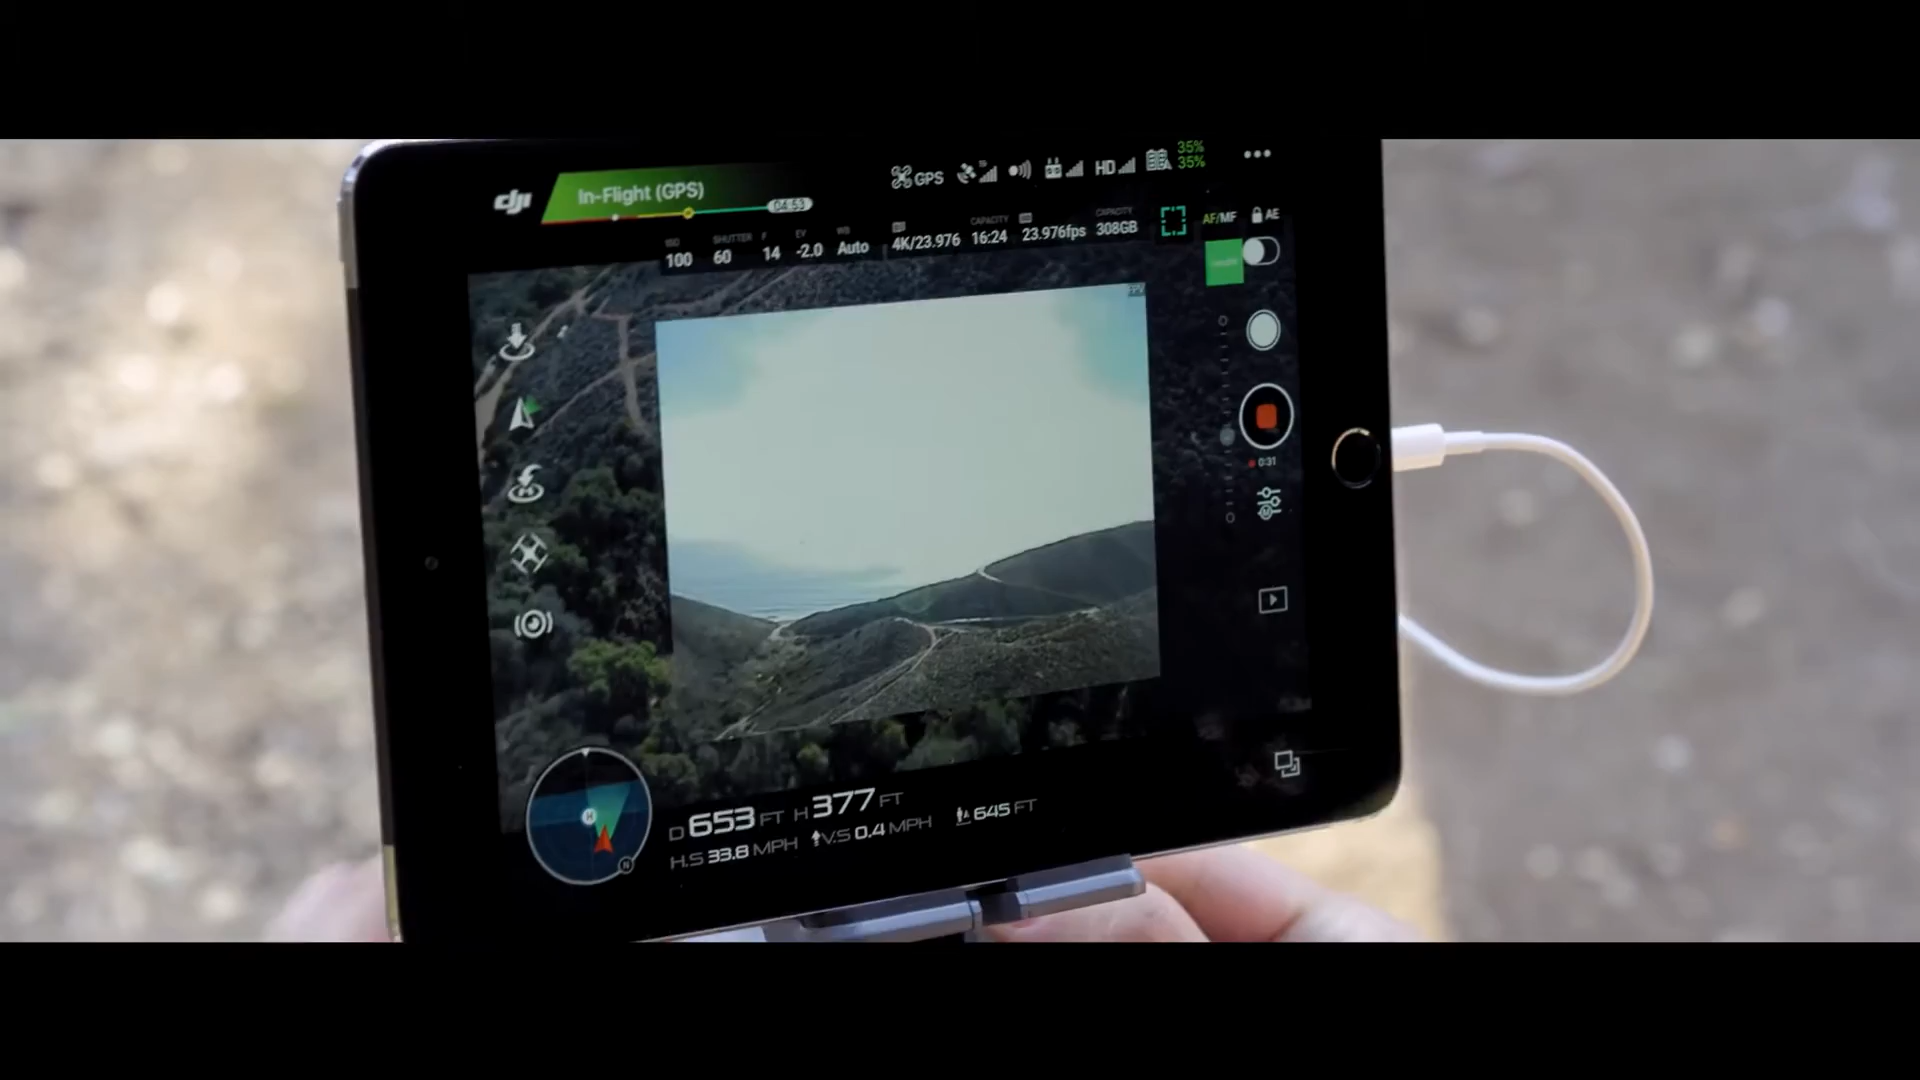 dji In-Flight (GPS) 04:53
GPS HD 35%
35%
ISO SHUTTER F EV WB CAPACITY CAPACITY
100 60 14 -2.0 Auto 4K/23.976 16:24 23.976fps 308GB
AF/MF AE
FPV
0:31
H
N
D 653 FT H 377 FT
H.S 33.8 MPH V.S 0.4 MPH 645 FT